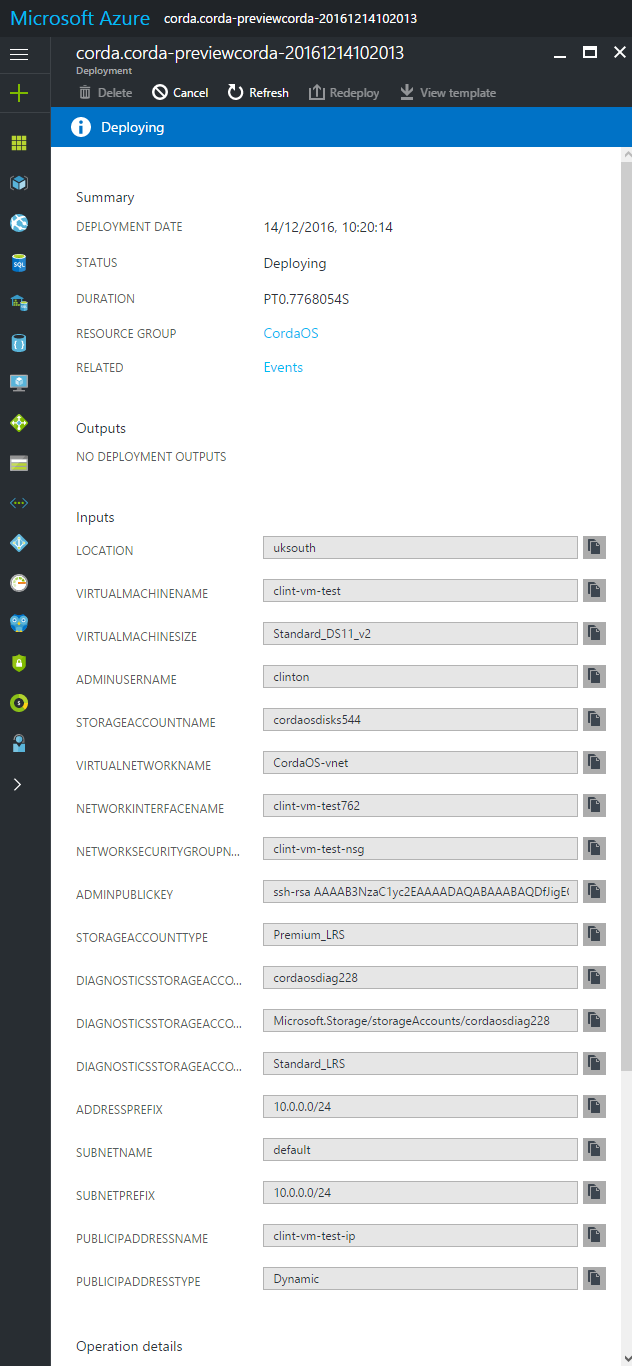 Microsoft Azure corda.corda-previewcorda-20161214102013
corda.corda-previewcorda-20161214102013
Deployment
Delete Cancel Refresh Redeploy View template
Deploying
Summary
DEPLOYMENT DATE 14/12/2016, 10:20:14
STATUS Deploying
DURATION PT0.7768054S
RESOURCE GROUP CordaOS
RELATED Events
Outputs
NO DEPLOYMENT OUTPUTS
Inputs
LOCATION uksouth
VIRTUALMACHINENAME clint-vm-test
VIRTUALMACHINESIZE Standard_DS11_v2
ADMINUSERNAME clinton
STORAGEACCOUNTNAME cordaosdisks544
VIRTUALNETWORKNAME CordaOS-vnet
NETWORKINTERFACENAME clint-vm-test762
NETWORKSECURITYGROUPN... clint-vm-test-nsg
ADMINPUBLICKEY ssh-rsa AAAAB3NzaC1yc2EAAAADAQABAAABAQDfJigE
STORAGEACCOUNTTYPE Premium_LRS
DIAGNOSTICSSTORAGEACCO... cordaosdiag228
DIAGNOSTICSSTORAGEACCO... Microsoft.Storage/storageAccounts/cordaosdiag228
DIAGNOSTICSSTORAGEACCO... Standard_LRS
ADDRESSPREFIX 10.0.0.0/24
SUBNETNAME default
SUBNETPREFIX 10.0.0.0/24
PUBLICIPADDRESSNAME clint-vm-test-ip
PUBLICIPADDRESSTYPE Dynamic
Operation details